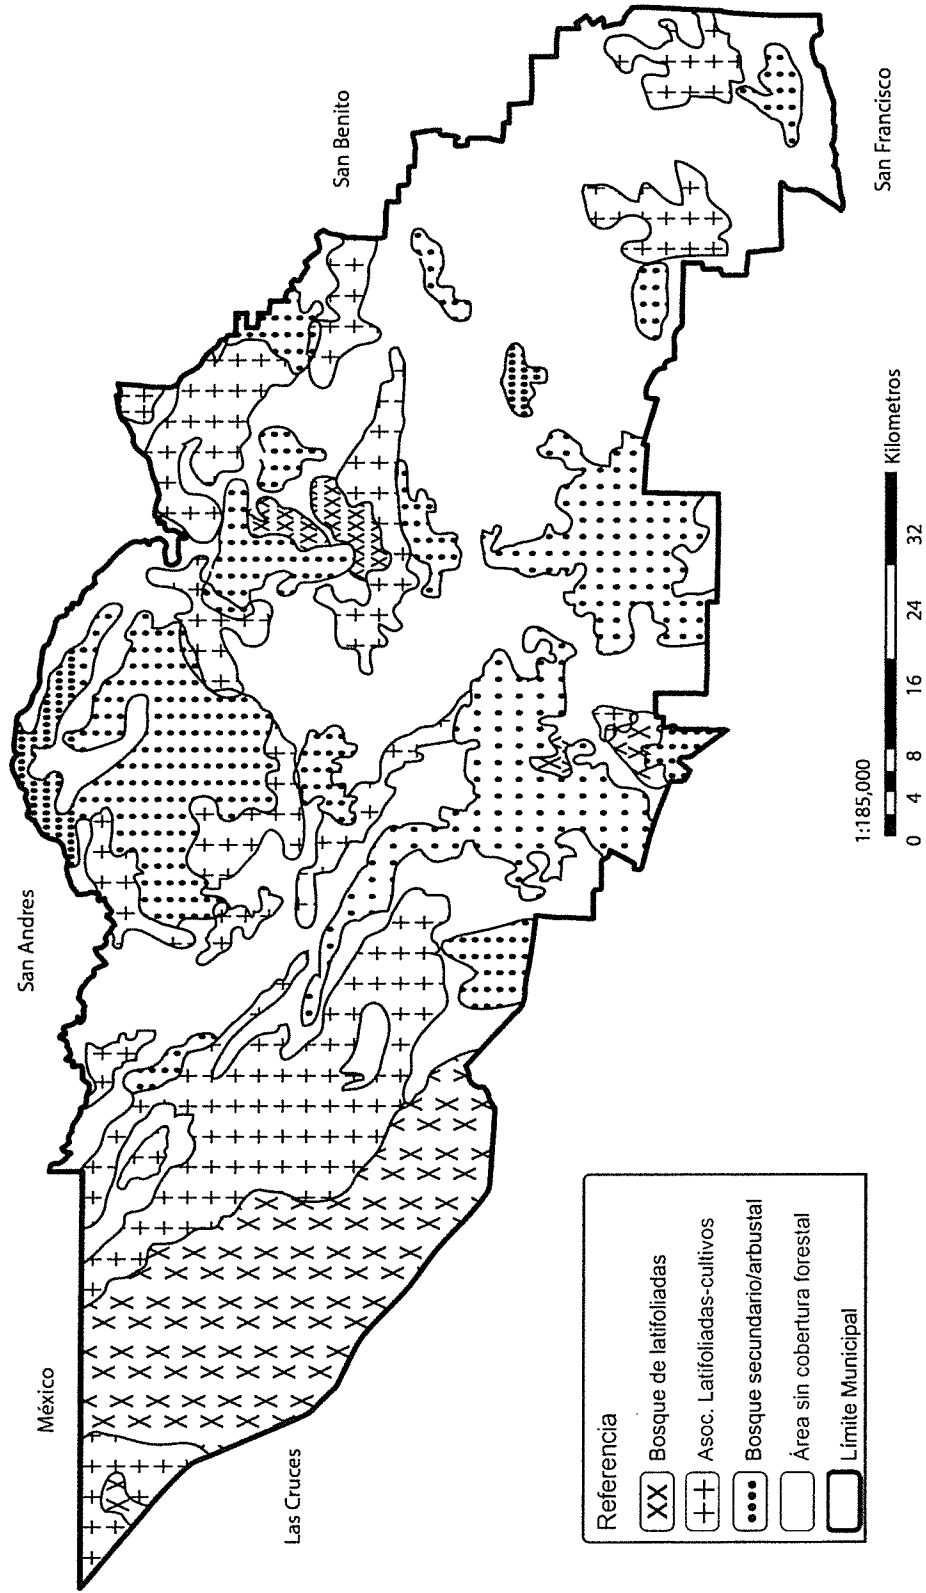 México
San Andres
San Benito
Las Cruces
San Francisco
Referencia
Bosque de latifoliadas
Asoc. Latifoliadas-cultivos
Bosque secundario/arbustal
Área sin cobertura forestal
Límite Municipal
1:185,000
0 4 8 16 24 32 Kilometros